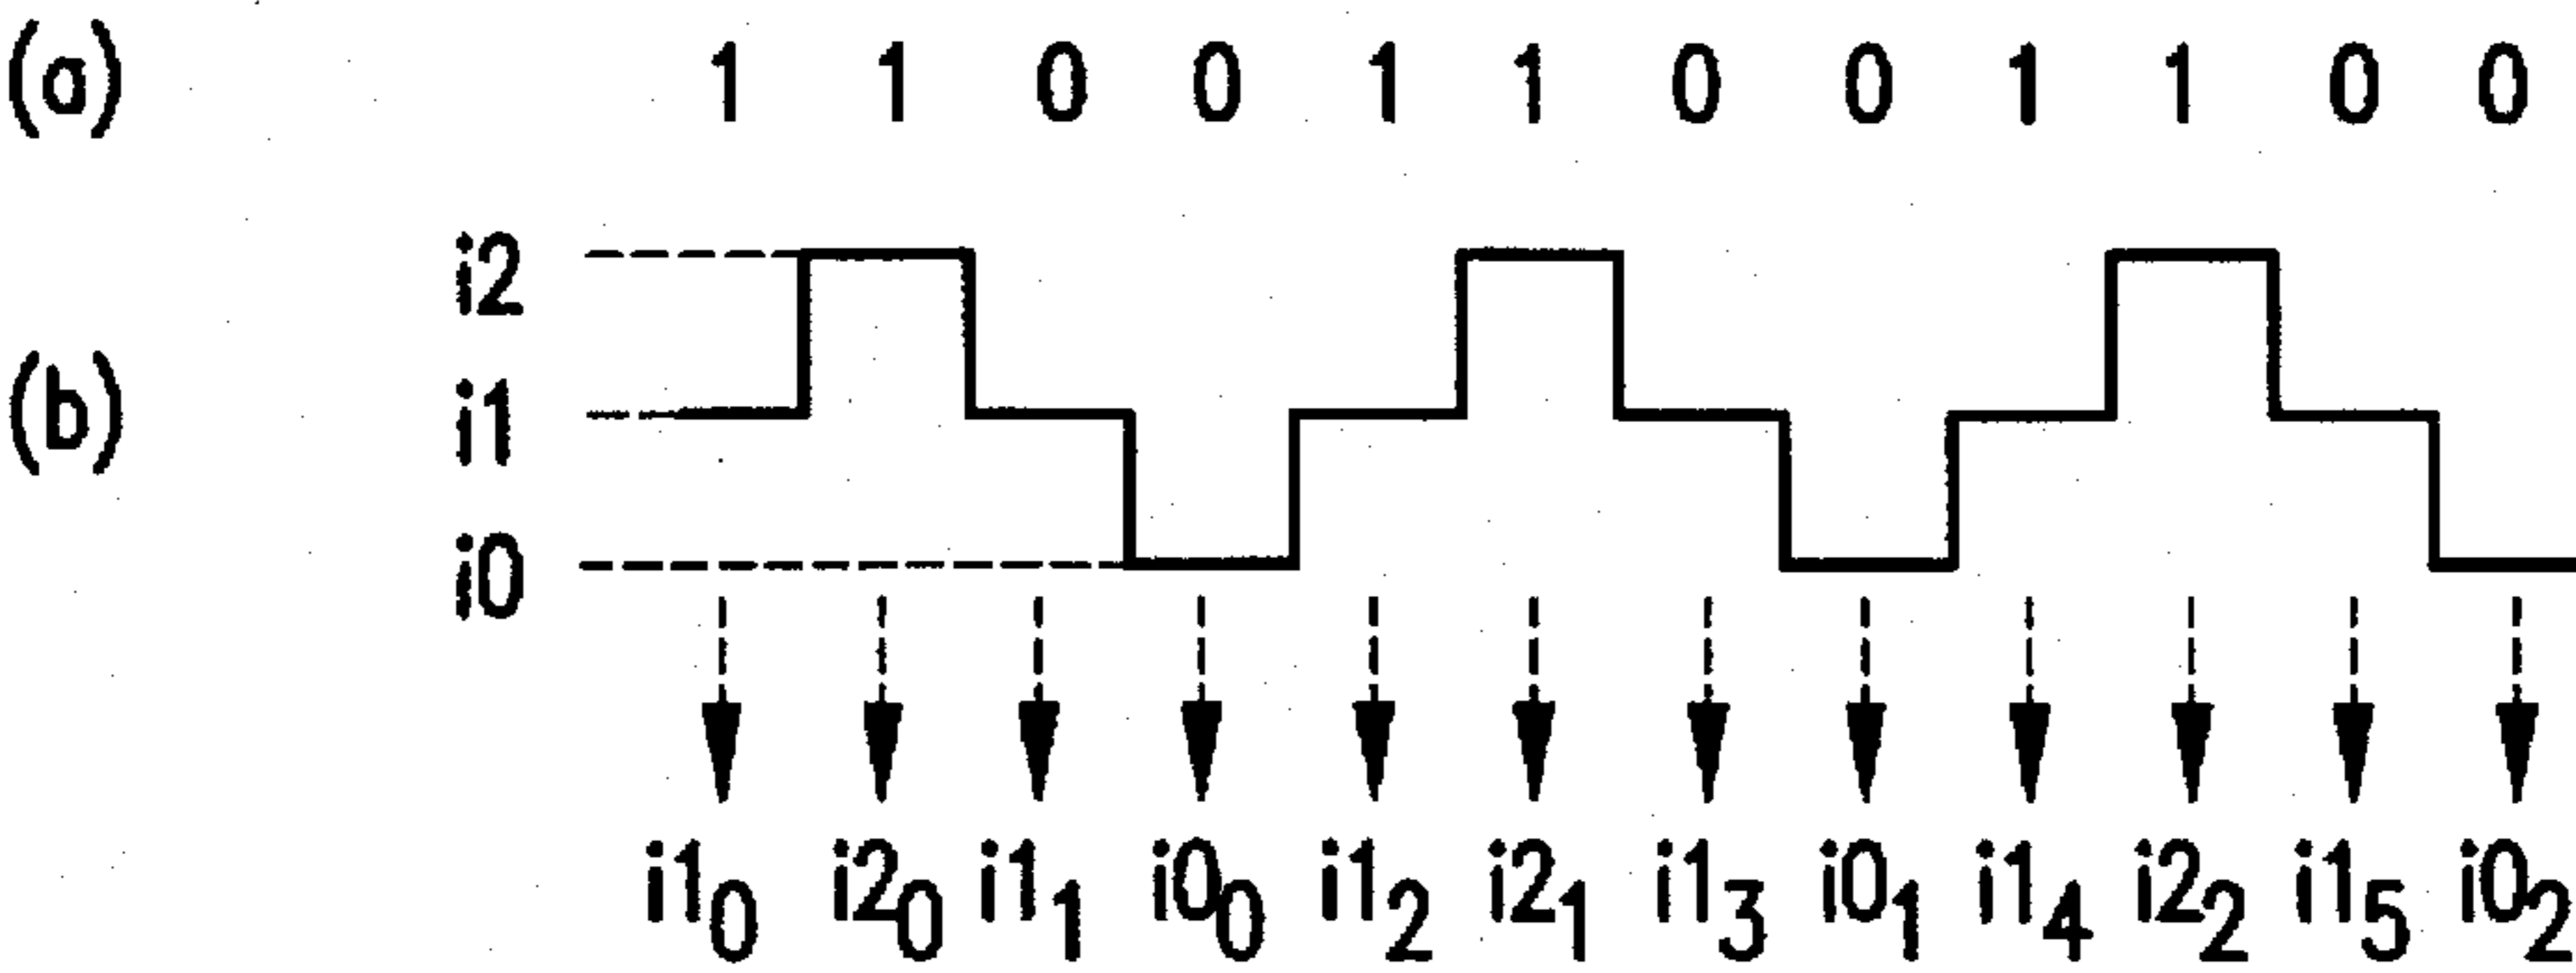 (a) 1 1 0 0 1 1 0 0 1 1 0 0
i2
(b) i1
i0
i1₀ i2₀ i1₁ i0₀ i1₂ i2₁ i1₃ i0₁ i1₄ i2₂ i1₅ i0₂